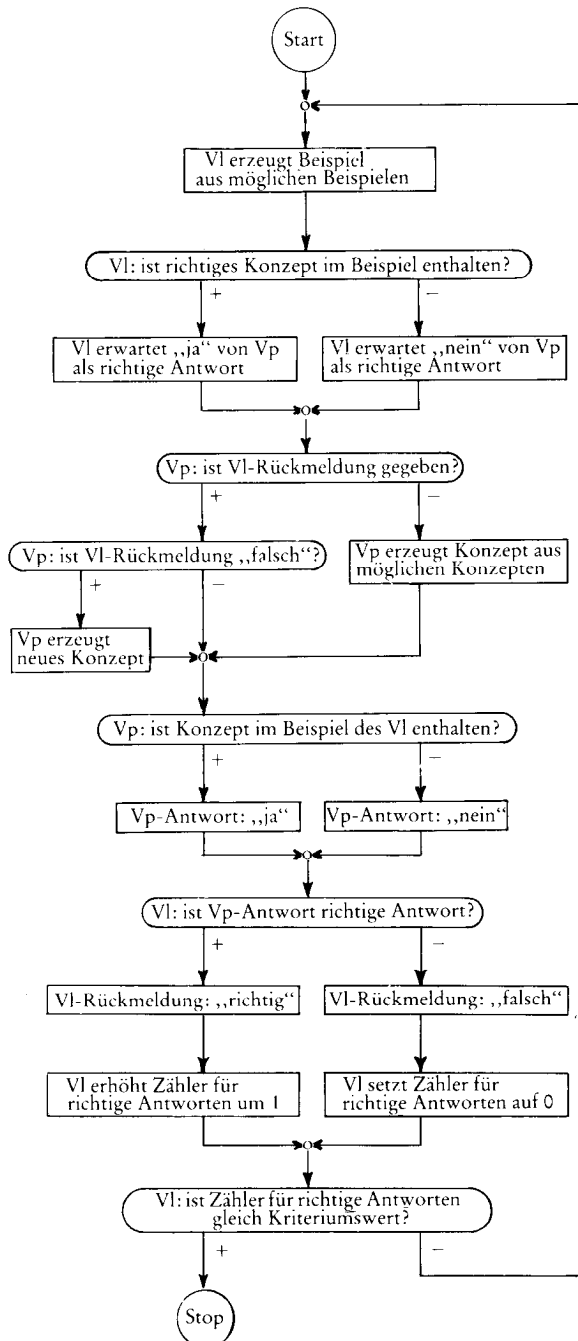 Start
Vl erzeugt Beispiel
aus möglichen Beispielen
Vl: ist richtiges Konzept im Beispiel enthalten?
+
–
Vl erwartet ,,ja“ von Vp
als richtige Antwort
Vl erwartet ,,nein“ von Vp
als richtige Antwort
Vp: ist Vl-Rückmeldung gegeben?
+
–
Vp: ist Vl-Rückmeldung ,,falsch“?
+
–
Vp erzeugt Konzept aus
möglichen Konzepten
Vp erzeugt
neues Konzept
Vp: ist Konzept im Beispiel des Vl enthalten?
+
–
Vp-Antwort: ,,ja“
Vp-Antwort: ,,nein“
Vl: ist Vp-Antwort richtige Antwort?
+
–
Vl-Rückmeldung: ,,richtig“
Vl-Rückmeldung: ,,falsch“
Vl erhöht Zähler für
richtige Antworten um 1
Vl setzt Zähler für
richtige Antworten auf 0
Vl: ist Zähler für richtige Antworten
gleich Kriteriumswert?
+
–
Stop